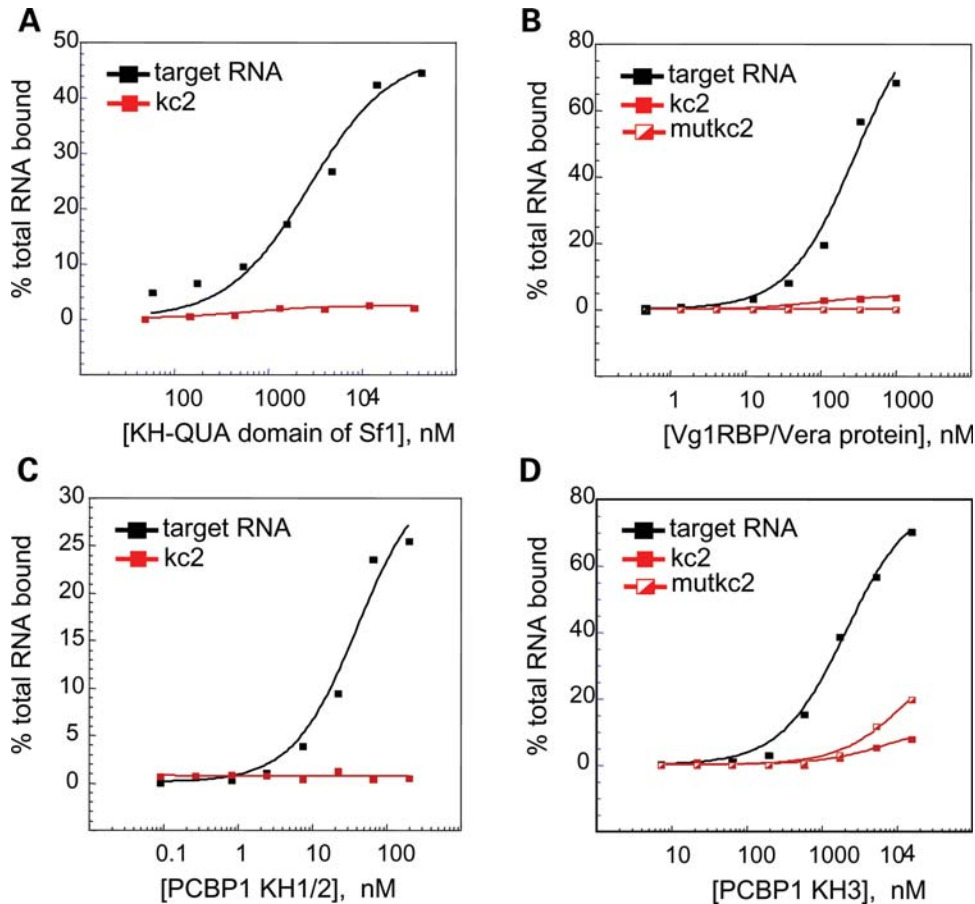 A
50
40
30
20
10
0
% total RNA bound
target RNA
kc2
100 1000 10⁴
[KH-QUA domain of Sf1], nM
B
80
60
40
20
0
% total RNA bound
target RNA
kc2
mutkc2
1 10 100 1000
[Vg1RBP/Vera protein], nM
C
30
25
20
15
10
5
0
% total RNA bound
target RNA
kc2
0.1 1 10 100
[PCBP1 KH1/2], nM
D
80
60
40
20
0
% total RNA bound
target RNA
kc2
mutkc2
10 100 1000 10⁴
[PCBP1 KH3], nM